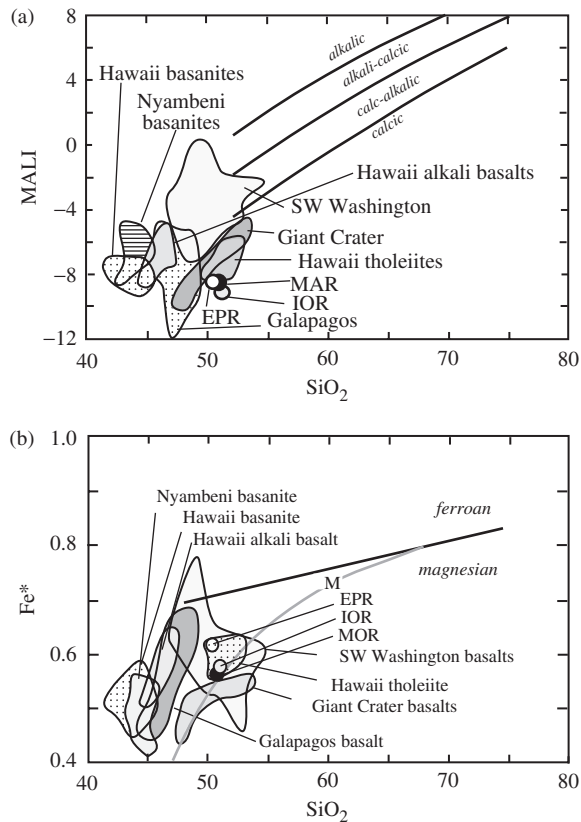 (a)
8
4
0
−4
−8
−12
MALI
alkalic
alkali-calcic
calc-alkalic
calcic
Hawaii basanites
Nyambeni
basanites
Hawaii alkali basalts
SW Washington
Giant Crater
Hawaii tholeiites
MAR
IOR
EPR
Galapagos
40 50 60 70 80
SiO2
(b)
1.0
0.8
0.6
0.4
Fe*
Nyambeni basanite
Hawaii basanite
Hawaii alkali basalt
ferroan
magnesian
M
EPR
IOR
MOR
SW Washington basalts
Hawaii tholeiite
Giant Crater basalts
Galapagos basalt
40 50 60 70 80
SiO2